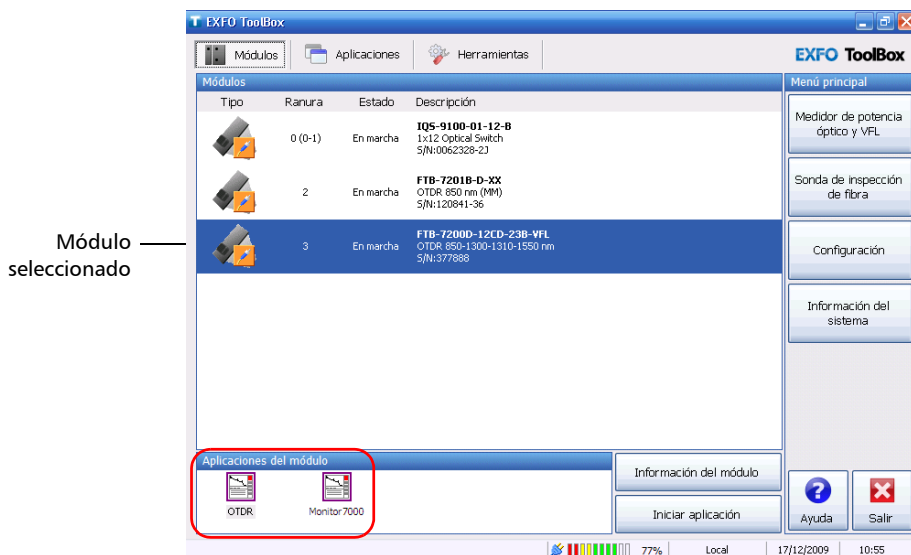 EXFO ToolBox
Módulos Aplicaciones Herramientas
EXFO ToolBox
Módulos
Tipo Ranura Estado Descripción
0 (0-1) En marcha IQS-9100-01-12-B
1x12 Optical Switch
S/N:0062328-2J
2 En marcha FTB-7201B-D-XX
OTDR 850 nm (MM)
S/N:120841-36
3 En marcha FTB-7200D-12CD-23B-VFL
OTDR 850-1300-1310-1550 nm
S/N:377888
Módulo
seleccionado
Menú principal
Medidor de potencia
óptico y VFL
Sonda de inspección
de fibra
Configuración
Información del
sistema
Aplicaciones del módulo
OTDR Monitor7000
Información del módulo
Iniciar aplicación
Ayuda Salir
77% Local 17/12/2009 10:55